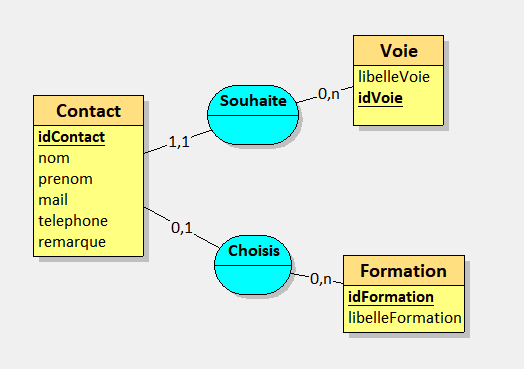 Voie
libelleVoie
idVoie
Souhaite
0,n
1,1
Contact
idContact
nom
prenom
mail
telephone
remarque
0,1
Choisis
0,n
Formation
idFormation
libelleFormation